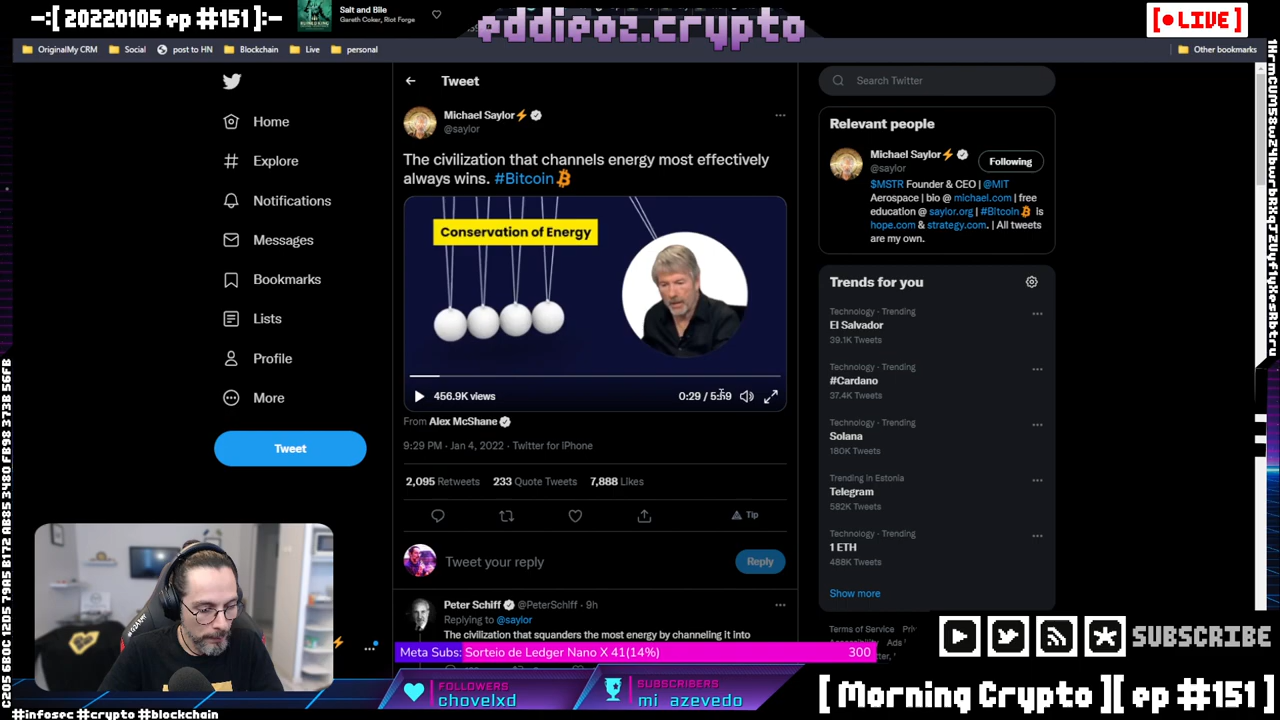 -:[ 20220105 ep #151]:-
Salt and Bile
Gareth Coker, Riot Forge
eddieoz.crypto
[●LIVE]
OriginalMy CRM
Social
post to HN
Blockchain
Live
personal
Other bookmarks
Tweet
Search Twitter
Home
Explore
Notifications
Messages
Bookmarks
Lists
Profile
More
Tweet
Michael Saylor⚡
@saylor
The civilization that channels energy most effectively
always wins. #Bitcoin
Conservation of Energy
456.9K views
0:29 / 5:59
From Alex McShane
9:29 PM · Jan 4, 2022 · Twitter for iPhone
2,095 Retweets 233 Quote Tweets 7,888 Likes
Tip
Tweet your reply
Reply
Peter Schiff @PeterSchiff · 9h
Replying to @saylor
The civilization that squanders the most energy by channeling it into
Relevant people
Michael Saylor⚡
@saylor
Following
$MSTR Founder & CEO | @MIT
Aerospace | bio @ michael.com | free
education @ saylor.org | #Bitcoin is
hope.com & strategy.com. | All tweets
are my own.
Trends for you
Technology · Trending
El Salvador
39.1K Tweets
Technology · Trending
#Cardano
37.4K Tweets
Technology · Trending
Solana
180K Tweets
Trending in Estonia
Telegram
582K Tweets
Technology · Trending
1 ETH
488K Tweets
Show more
Terms of Service
SUBSCRIBE
Meta Subs: Sorteio de Ledger Nano X 41(14%)
300
FOLLOWERS
chovelxd
SUBSCRIBERS
mi_azevedo
[Morning Crypto][ep #151]
#infosec #crypto #blockchain